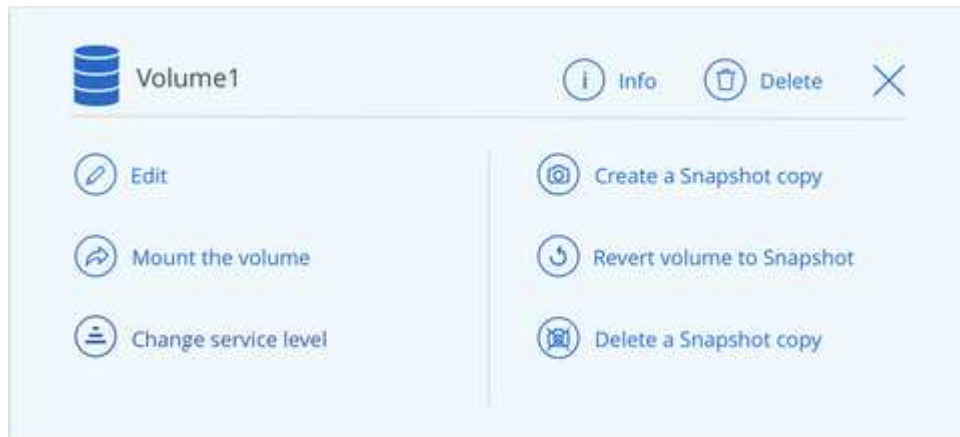 Volume1
Info
Delete
Edit
Mount the volume
Change service level
Create a Snapshot copy
Revert volume to Snapshot
Delete a Snapshot copy